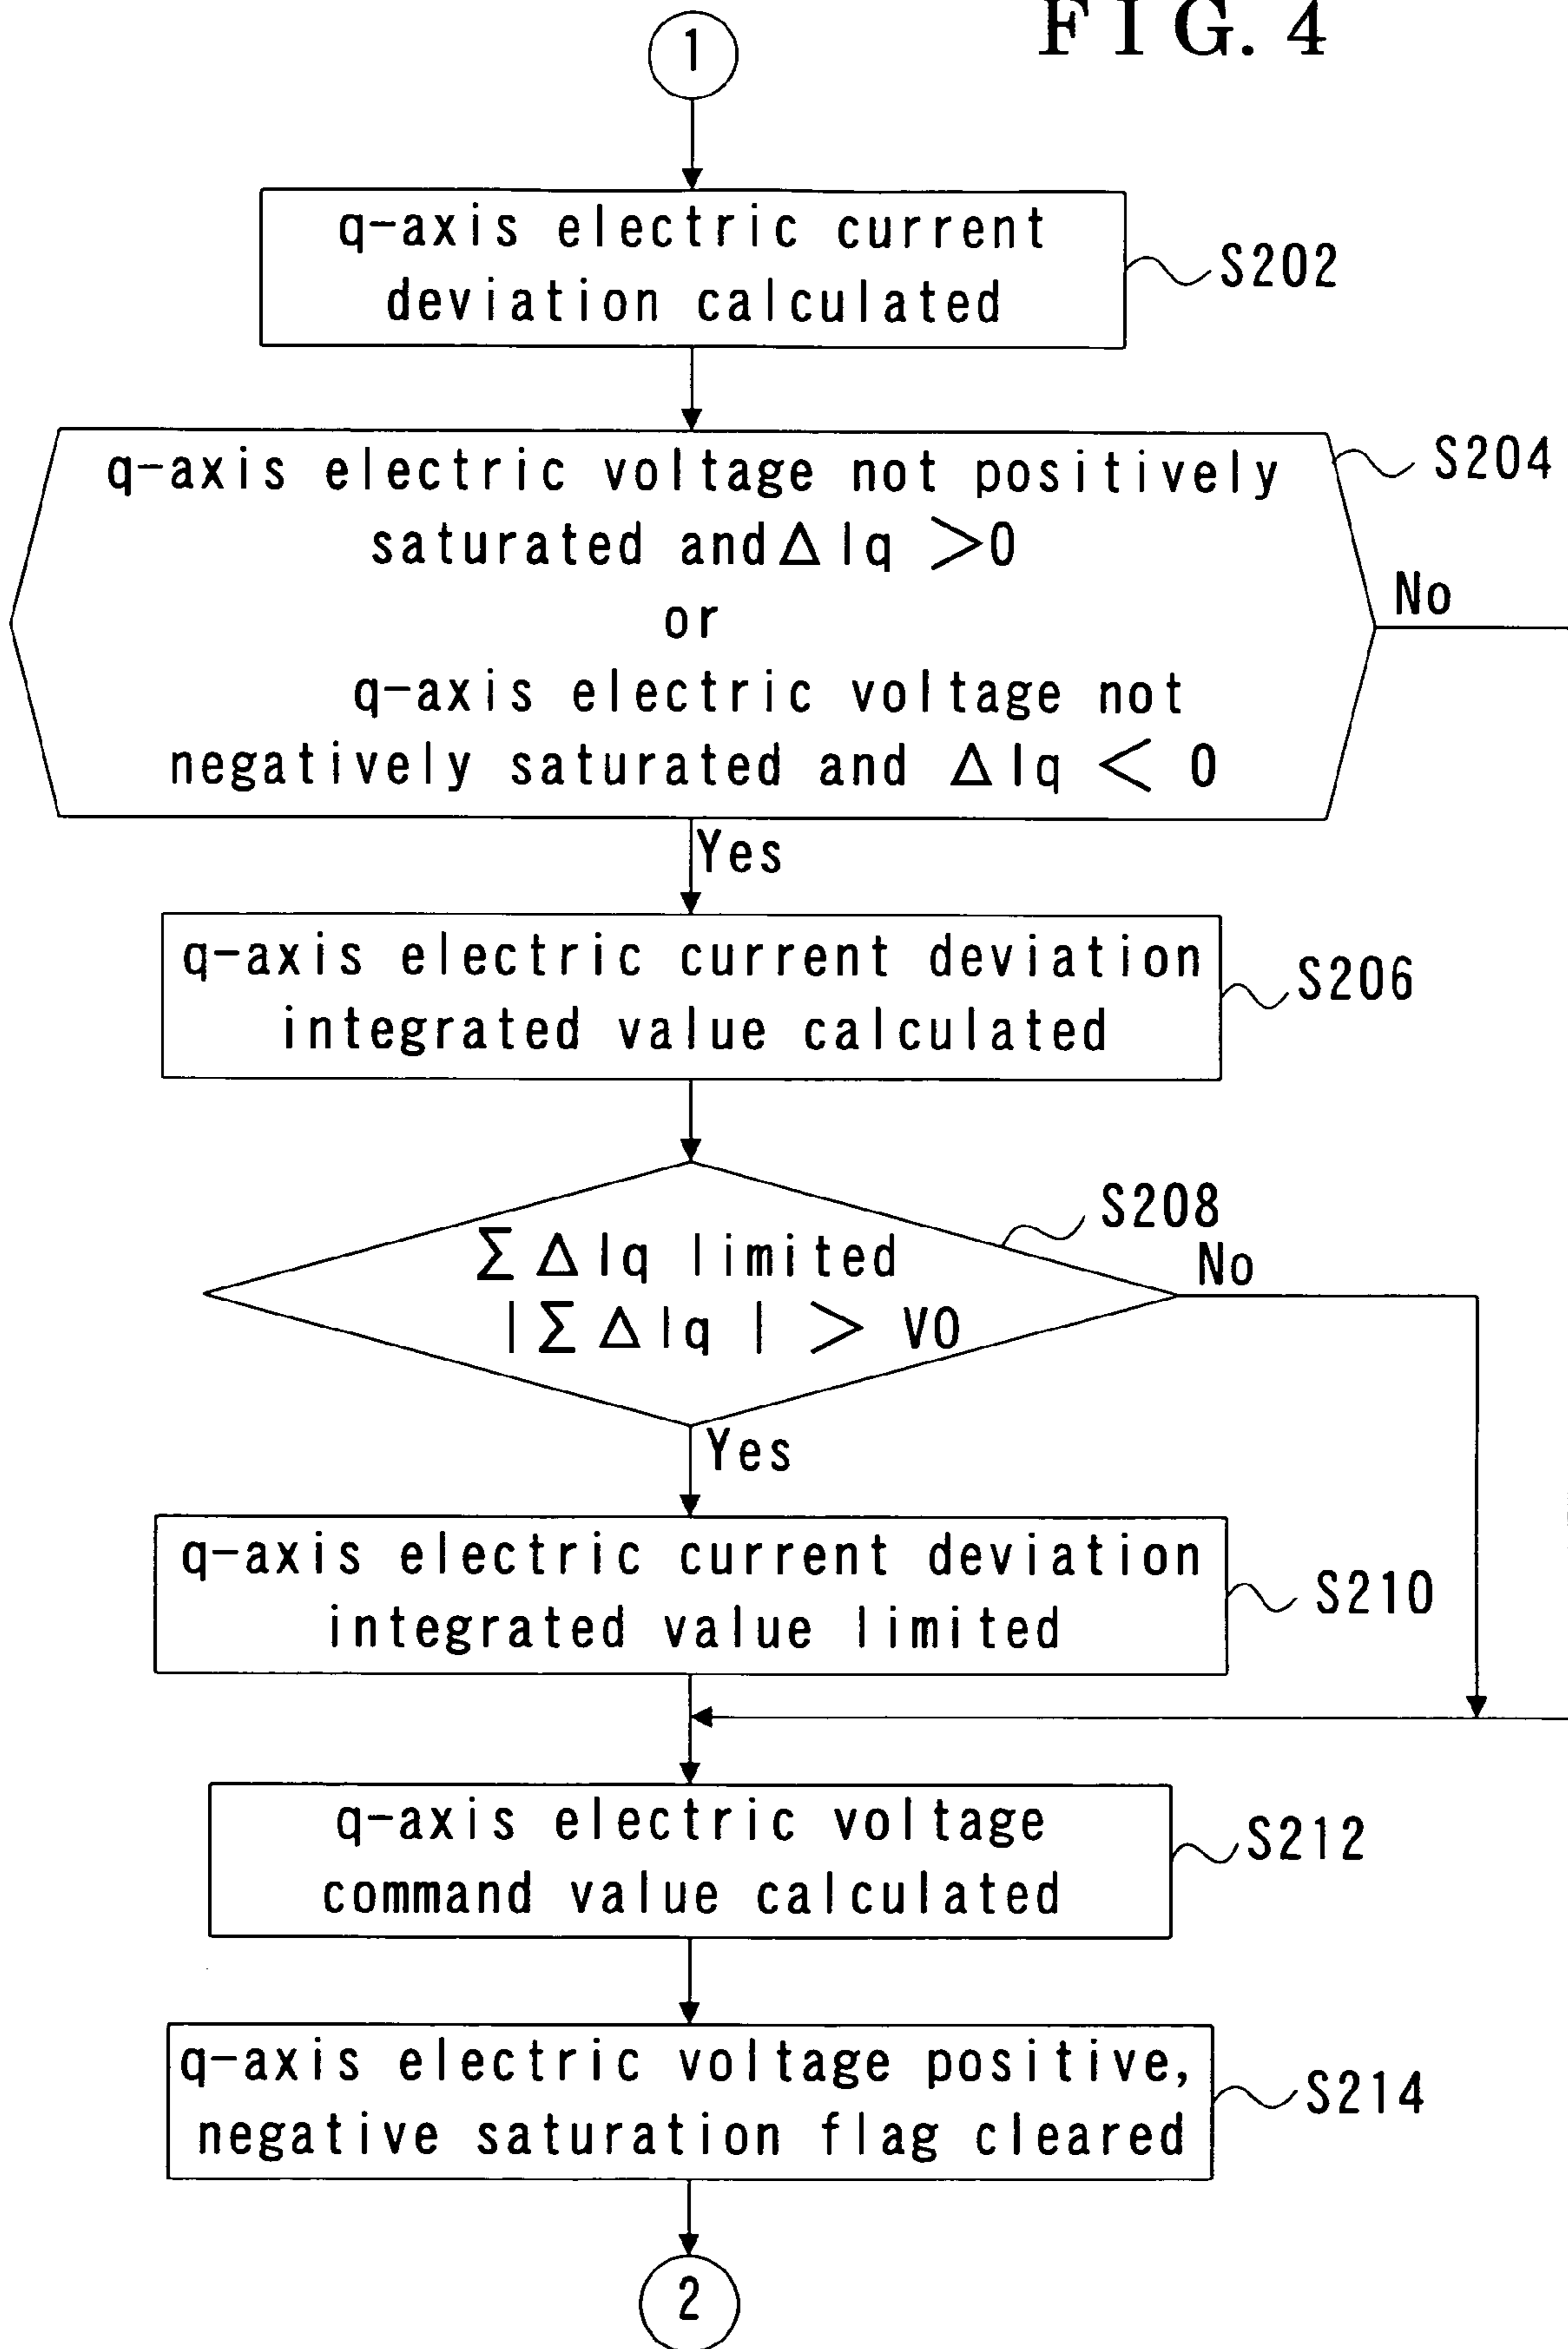 FIG. 4
1
q-axis electric current
deviation calculated
S202
q-axis electric voltage not positively
saturated and Δ Iq >0
or
q-axis electric voltage not
negatively saturated and Δ Iq < 0
S204
No
Yes
q-axis electric current deviation
integrated value calculated
S206
Σ Δ Iq limited
|Σ Δ Iq | > V0
S208
No
Yes
q-axis electric current deviation
integrated value limited
S210
q-axis electric voltage
command value calculated
S212
q-axis electric voltage positive,
negative saturation flag cleared
S214
2